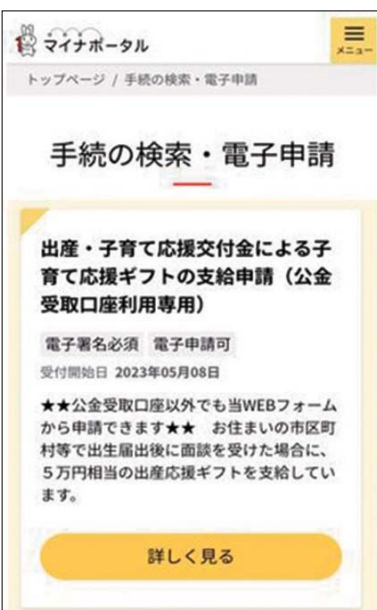 マイナポータル
メニュー
トップページ / 手続の検索・電子申請
手続の検索・電子申請
出産・子育て応援交付金による子
育て応援ギフトの支給申請（公金
受取口座利用専用）
電子署名必須 電子申請可
受付開始日 2023年05月08日
★★公金受取口座以外でも当WEBフォーム
から申請できます★★　お住まいの市区町
村等で出生届出後に面談を受けた場合に、
５万円相当の出産応援ギフトを支給してい
ます。
詳しく見る